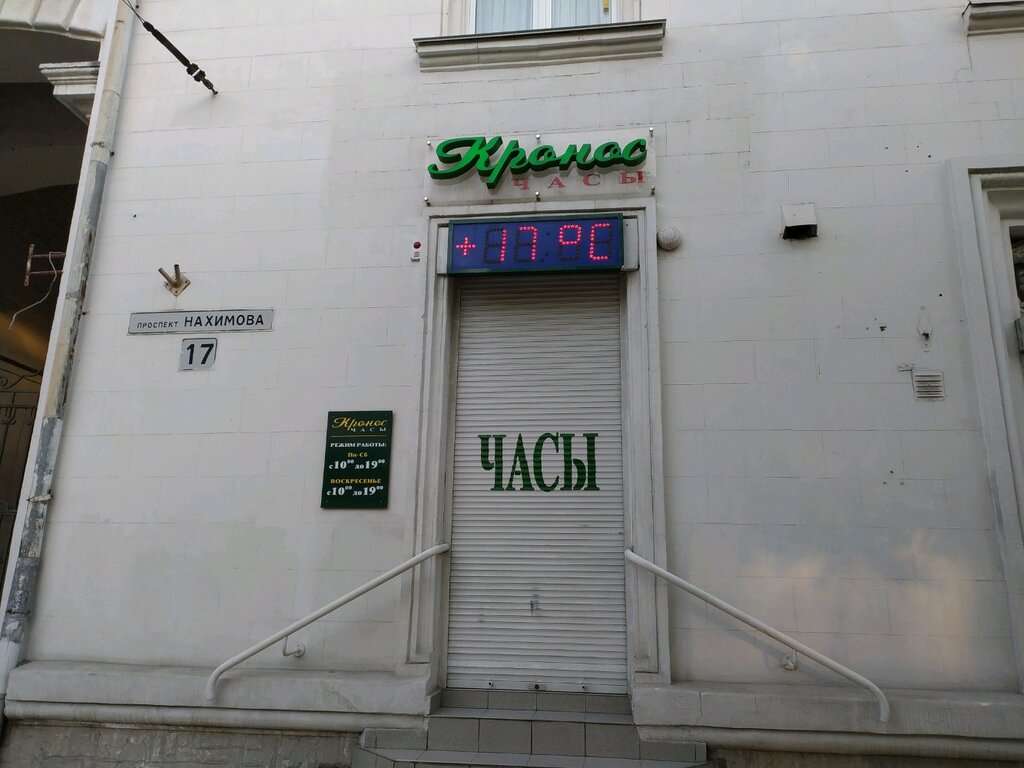 Кронос
ЧАСЫ
+ 17 °C
ПРОСПЕКТ НАХИМОВА
17
Кронос
ЧАСЫ
РЕЖИМ РАБОТЫ:
Пн-Сб
с 10⁰⁰ до 19⁰⁰
ВОСКРЕСЕНЬЕ
с 10⁰⁰ до 19⁰⁰
ЧАСЫ